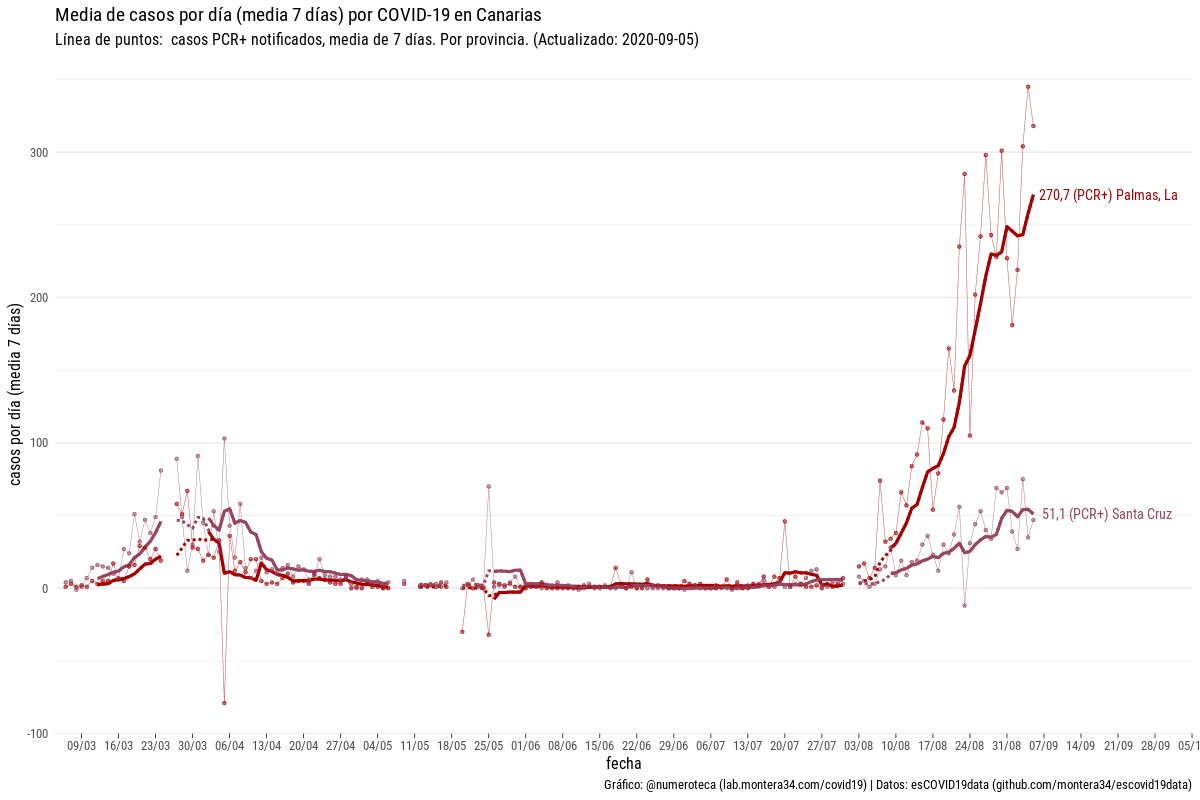 Media de casos por día (media 7 días) por COVID-19 en Canarias
Línea de puntos:  casos PCR+ notificados, media de 7 días. Por provincia. (Actualizado: 2020-09-05)
casos por día (media 7 días)
300
200
100
0
-100
270,7 (PCR+) Palmas, La
51,1 (PCR+) Santa Cruz
09/03 16/03 23/03 30/03 06/04 13/04 20/04 27/04 04/05 11/05 18/05 25/05 01/06 08/06 15/06 22/06 29/06 06/07 13/07 20/07 27/07 03/08 10/08 17/08 24/08 31/08 07/09 14/09 21/09 28/09 05/1
fecha
Gráfico: @numeroteca (lab.montera34.com/covid19) | Datos: esCOVID19data (github.com/montera34/escovid19data)